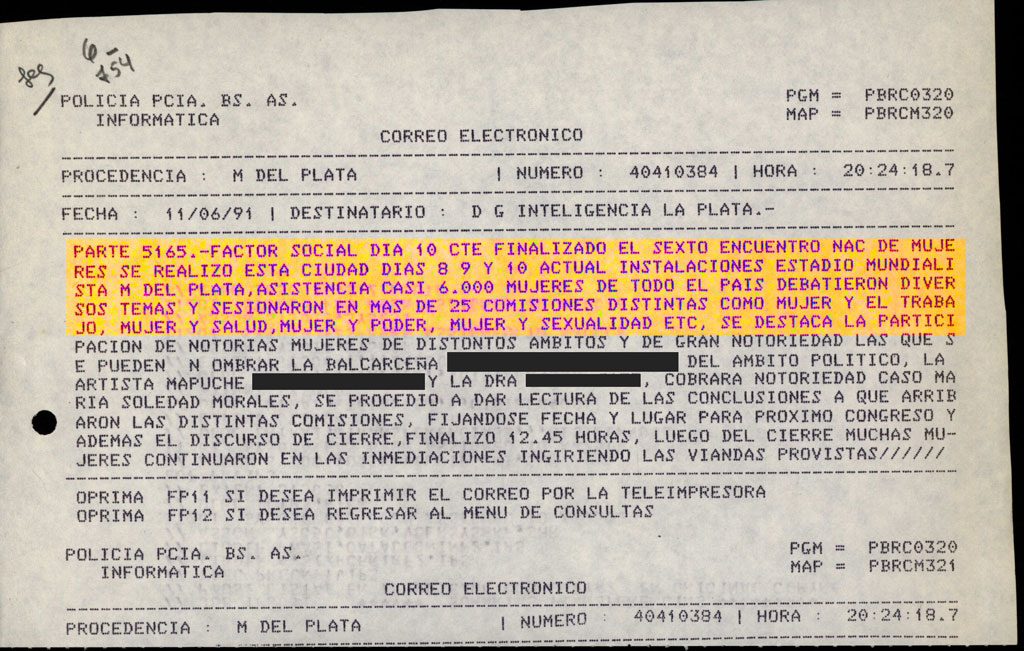 6-
754
POLICIA PCIA. BS. AS.
INFORMATICA
PGM = PBRC0320
MAP = PBRCM320
CORREO ELECTRONICO
PROCEDENCIA : M DEL PLATA | NUMERO : 40410384 | HORA : 20:24:18.7
FECHA : 11/06/91 | DESTINATARIO : D G INTELIGENCIA LA PLATA.-
PARTE 5165.-FACTOR SOCIAL DIA 10 CTE FINALIZADO EL SEXTO ENCUENTRO NAC DE MUJE
RES SE REALIZO ESTA CIUDAD DIAS 8 9 Y 10 ACTUAL INSTALACIONES ESTADIO MUNDIALI
STA M DEL PLATA,ASISTENCIA CASI 6.000 MUJERES DE TODO EL PAIS DEBATIERON DIVER
SOS TEMAS Y SESIONARON EN MAS DE 25 COMISIONES DISTINTAS COMO MUJER Y EL TRABA
JO, MUJER Y SALUD,MUJER Y PODER, MUJER Y SEXUALIDAD ETC, SE DESTACA LA PARTICI
PACION DE NOTORIAS MUJERES DE DISTONTOS AMBITOS Y DE GRAN NOTORIEDAD LAS QUE S
E PUEDEN N OMBRAR LA BALCARCEÑA DEL AMBITO POLITICO, LA
ARTISTA MAPUCHE Y LA DRA , COBRARA NOTORIEDAD CASO MA
RIA SOLEDAD MORALES, SE PROCEDIO A DAR LECTURA DE LAS CONCLUSIONES A QUE ARRIB
ARON LAS DISTINTAS COMISIONES, FIJANDOSE FECHA Y LUGAR PARA PROXIMO CONGRESO Y
ADEMAS EL DISCURSO DE CIERRE,FINALIZO 12.45 HORAS, LUEGO DEL CIERRE MUCHAS MU-
JERES CONTINUARON EN LAS INMEDIACIONES INGIRIENDO LAS VIANDAS PROVISTAS//////
OPRIMA FP11 SI DESEA IMPRIMIR EL CORREO POR LA TELEIMPRESORA
OPRIMA FP12 SI DESEA REGRESAR AL MENU DE CONSULTAS
POLICIA PCIA. BS. AS.
INFORMATICA
PGM = PBRC0320
MAP = PBRCM321
CORREO ELECTRONICO
PROCEDENCIA : M DEL PLATA | NUMERO : 40410384 | HORA : 20:24:18.7